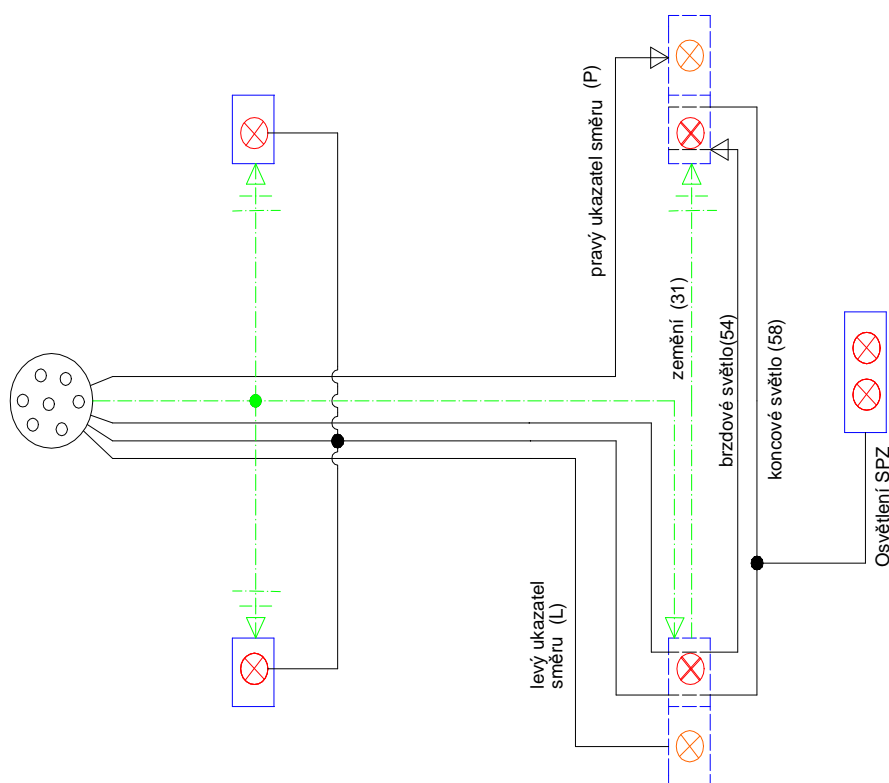 pravý ukazatel směru (P)
zemění (31)
brzdové světlo(54)
koncové světlo (58)
Osvětlení SPZ
levý ukazatel
směru (L)